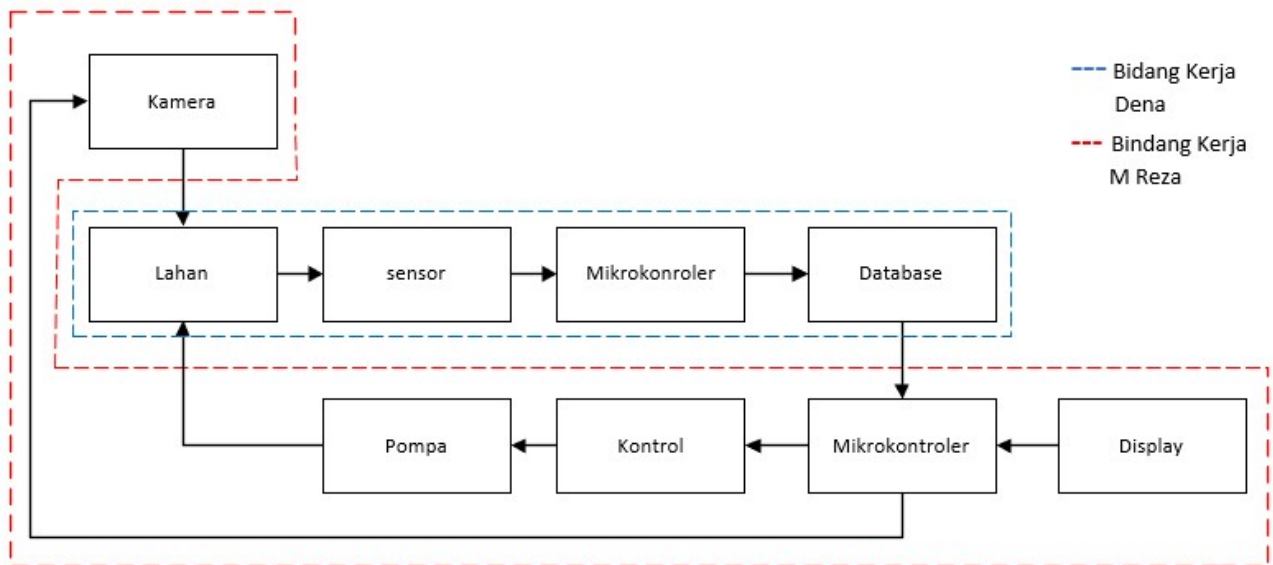 Kamera
Bidang Kerja
Dena
Bindang Kerja
M Reza
Lahan
sensor
Mikrokonroler
Database
Pompa
Kontrol
Mikrokontroler
Display